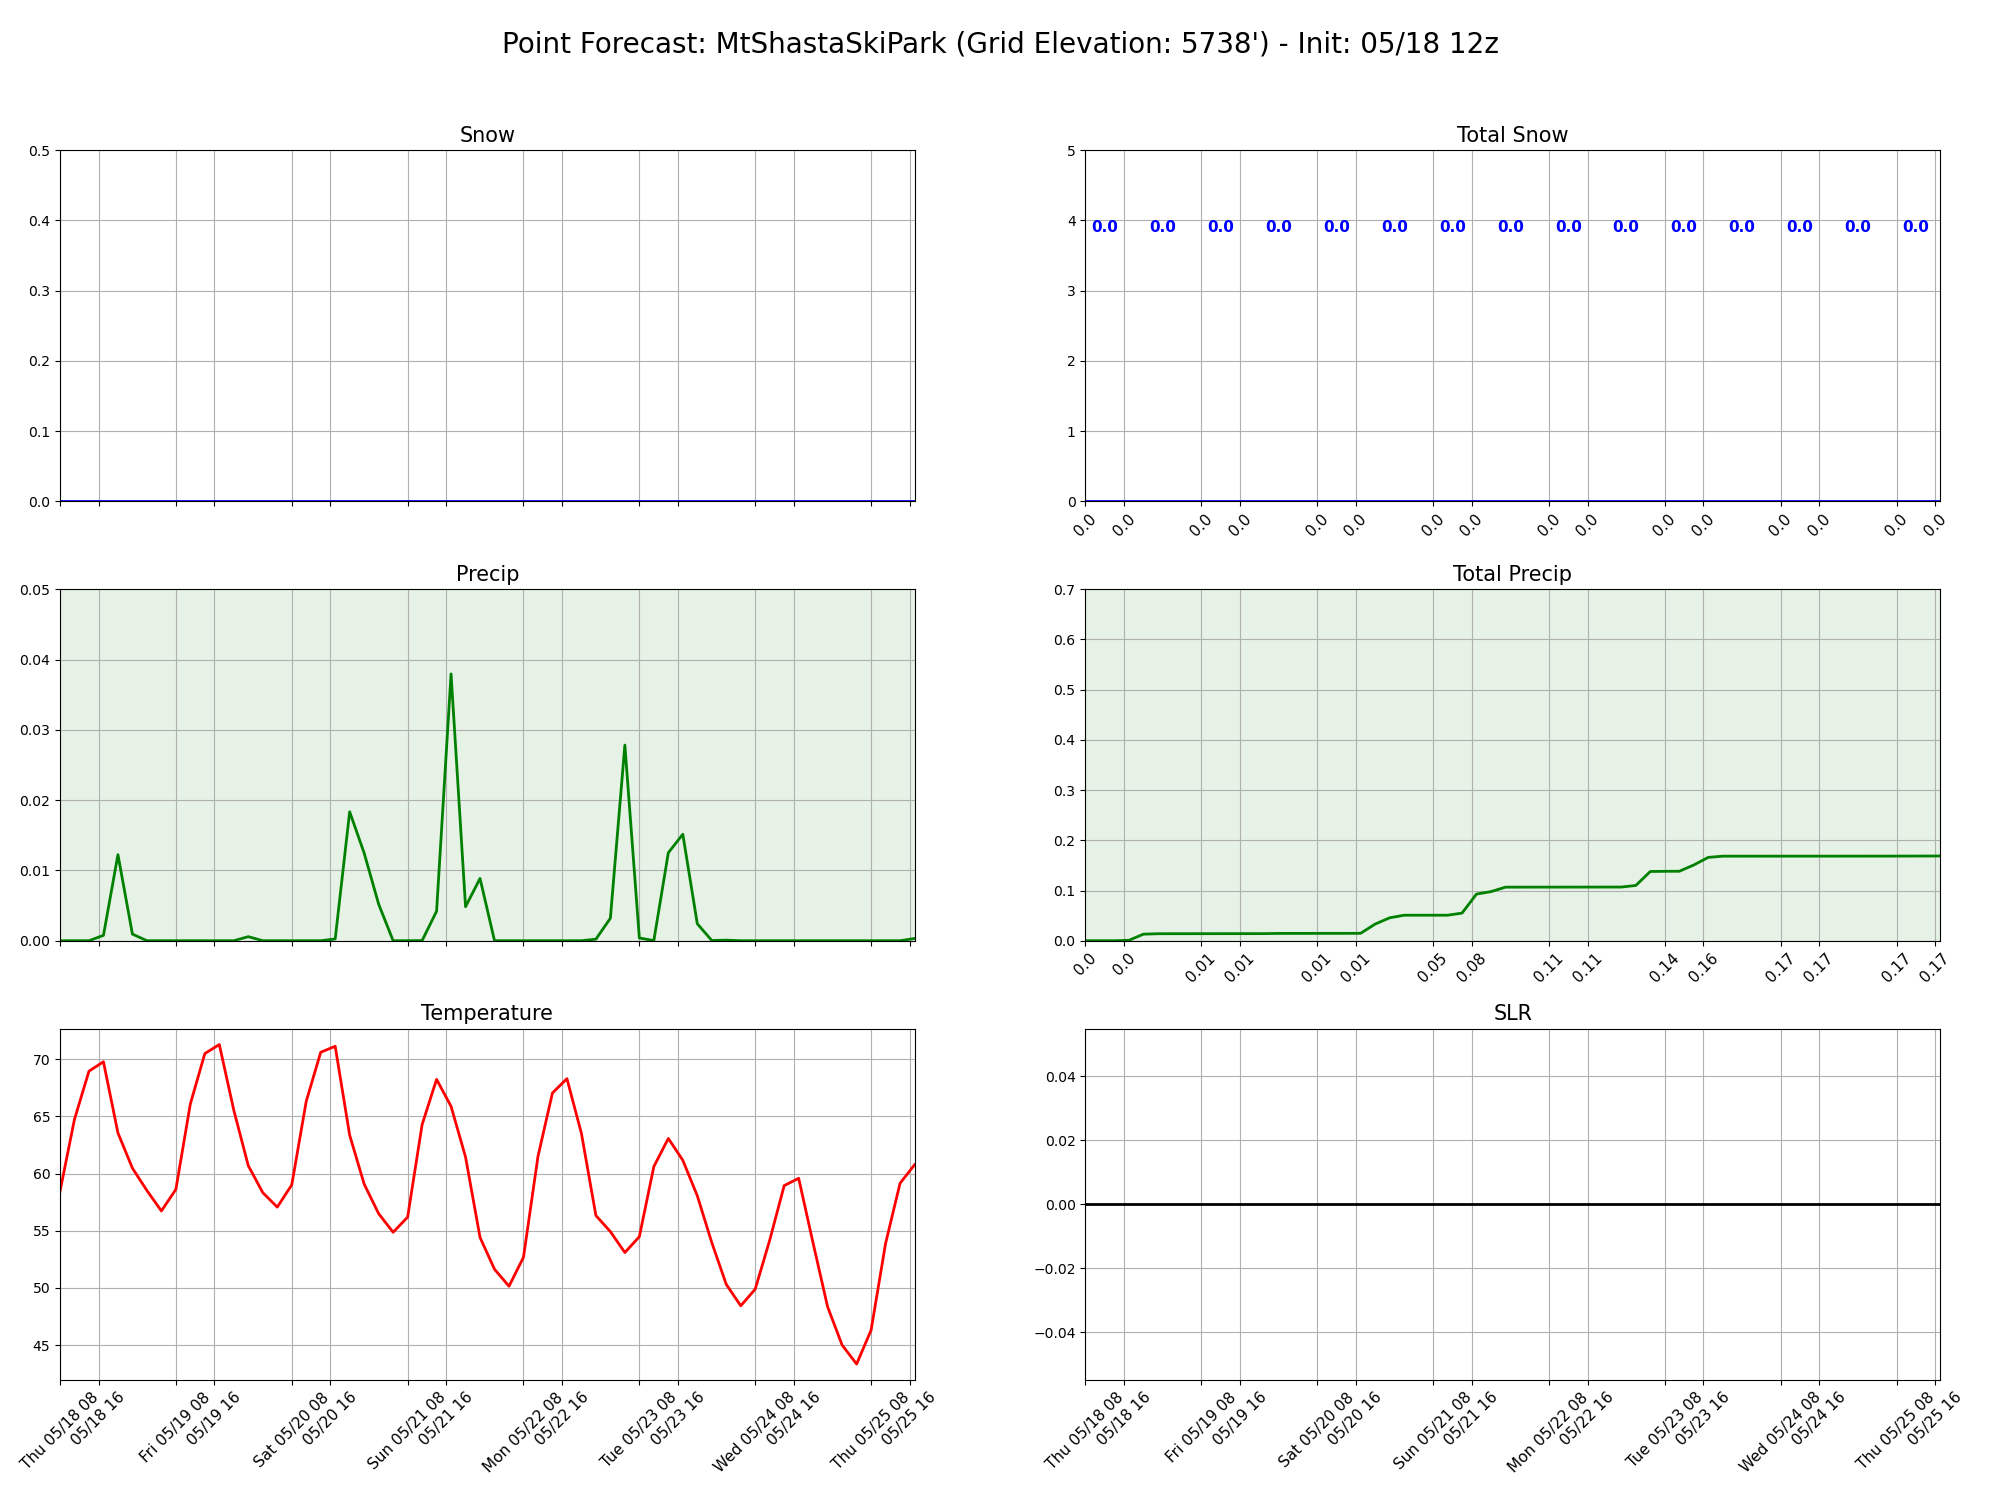 Point Forecast: MtShastaSkiPark (Grid Elevation: 5738') - Init: 05/18 12z
Snow
0.5
0.4
0.3
0.2
0.1
0.0
Total Snow
5
4
3
2
1
0
0.0 0.0 0.0 0.0 0.0 0.0 0.0 0.0 0.0 0.0 0.0 0.0 0.0 0.0 0.0
0.0 0.0 0.0 0.0 0.0 0.0 0.0 0.0 0.0 0.0 0.0 0.0 0.0 0.0 0.0 0.0
Precip
0.05
0.04
0.03
0.02
0.01
0.00
Total Precip
0.7
0.6
0.5
0.4
0.3
0.2
0.1
0.0
0.0 0.0 0.01 0.01 0.01 0.01 0.05 0.08 0.11 0.11 0.14 0.16 0.17 0.17 0.17 0.17
Temperature
70
65
60
55
50
45
Thu 05/18 08
05/18 16
Fri 05/19 08
05/19 16
Sat 05/20 08
05/20 16
Sun 05/21 08
05/21 16
Mon 05/22 08
05/22 16
Tue 05/23 08
05/23 16
Wed 05/24 08
05/24 16
Thu 05/25 08
05/25 16
SLR
0.04
0.02
0.00
−0.02
−0.04
Thu 05/18 08
05/18 16
Fri 05/19 08
05/19 16
Sat 05/20 08
05/20 16
Sun 05/21 08
05/21 16
Mon 05/22 08
05/22 16
Tue 05/23 08
05/23 16
Wed 05/24 08
05/24 16
Thu 05/25 08
05/25 16